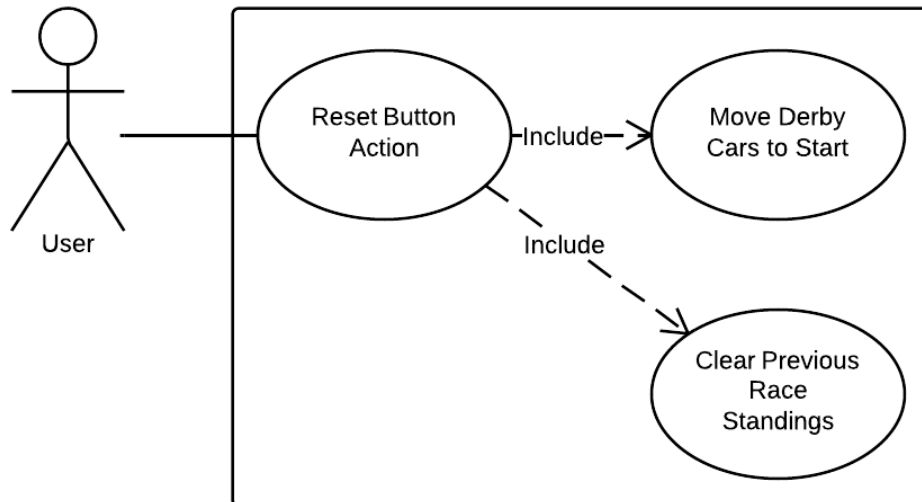 Reset Button
Action
Include
Move Derby
Cars to Start
User
Include
Clear Previous
Race
Standings